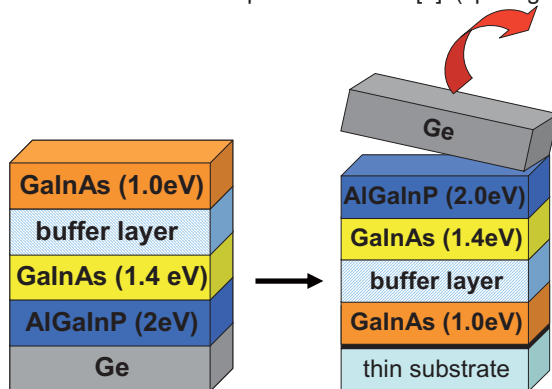 GaInAs (1.0eV)
buffer layer
GaInAs (1.4 eV)
AlGaInP (2eV)
Ge
Ge
AlGaInP (2.0eV)
GaInAs (1.4eV)
buffer layer
GaInAs (1.0eV)
thin substrate